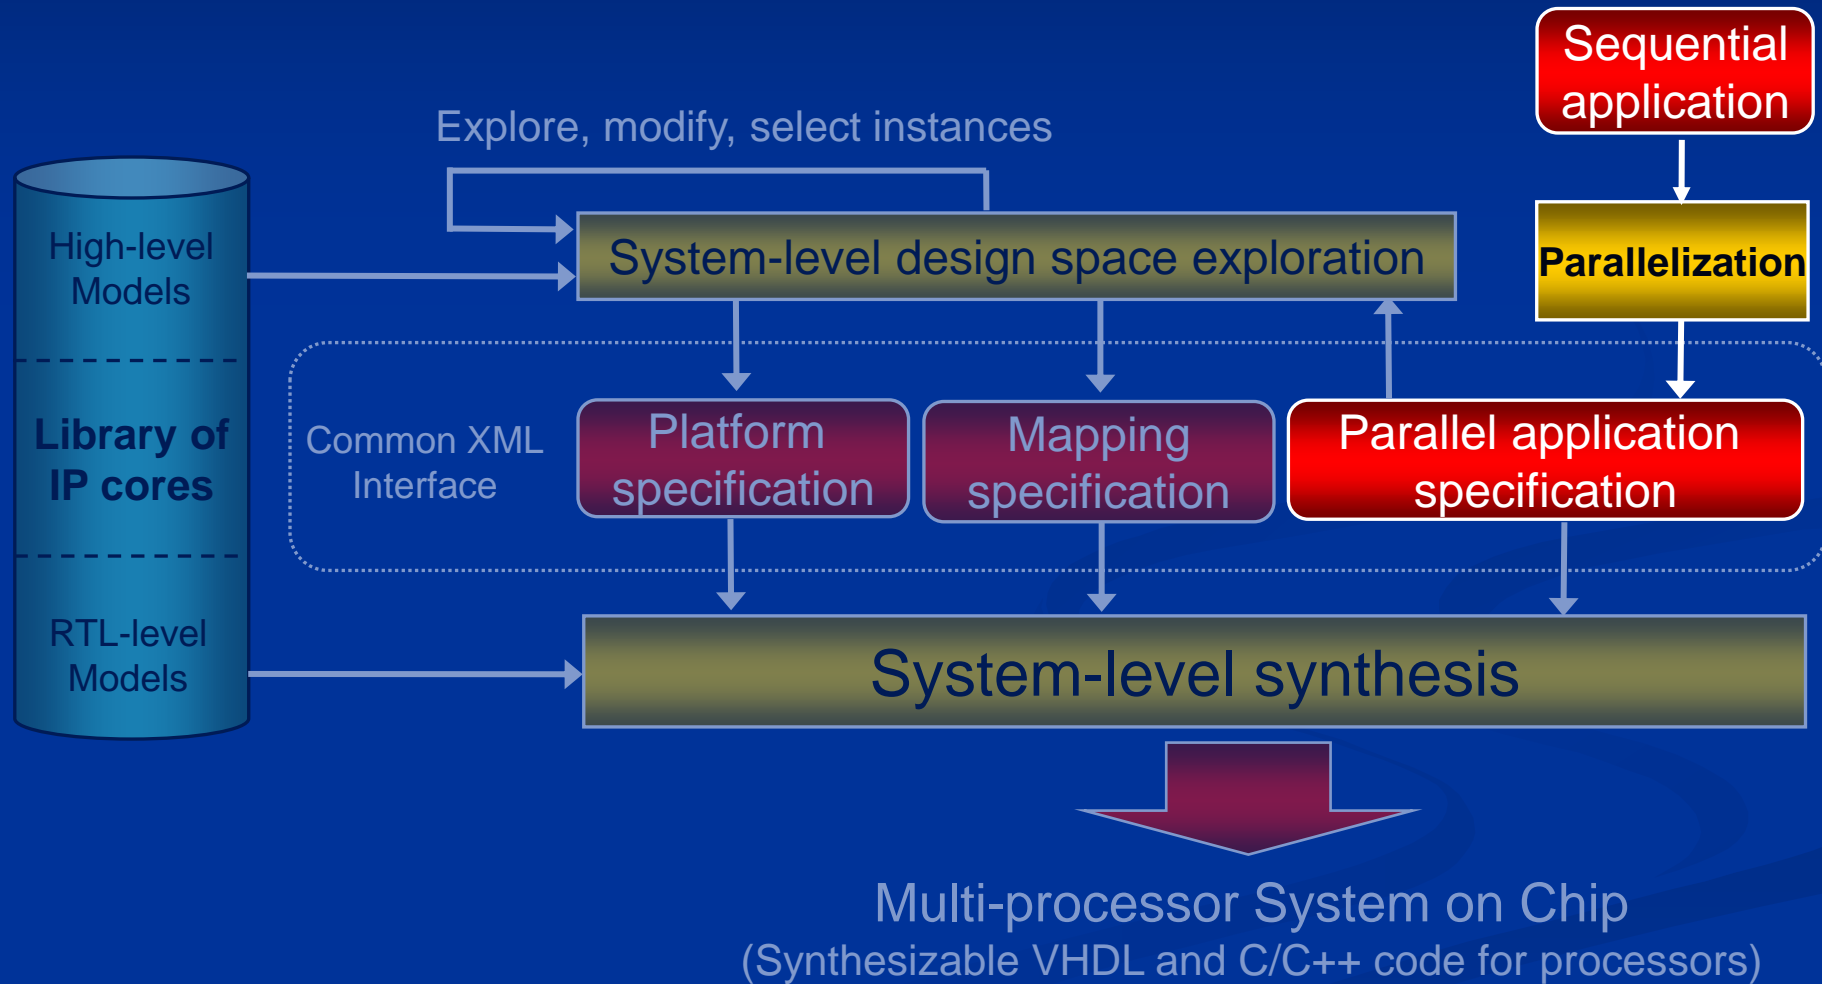 Sequential
application
Explore, modify, select instances
High-level
Models
System-level design space exploration
Parallelization
Library of
IP cores
Common XML
Interface
Platform
specification
Mapping
specification
Parallel application
specification
RTL-level
Models
System-level synthesis
Multi-processor System on Chip
(Synthesizable VHDL and C/C++ code for processors)